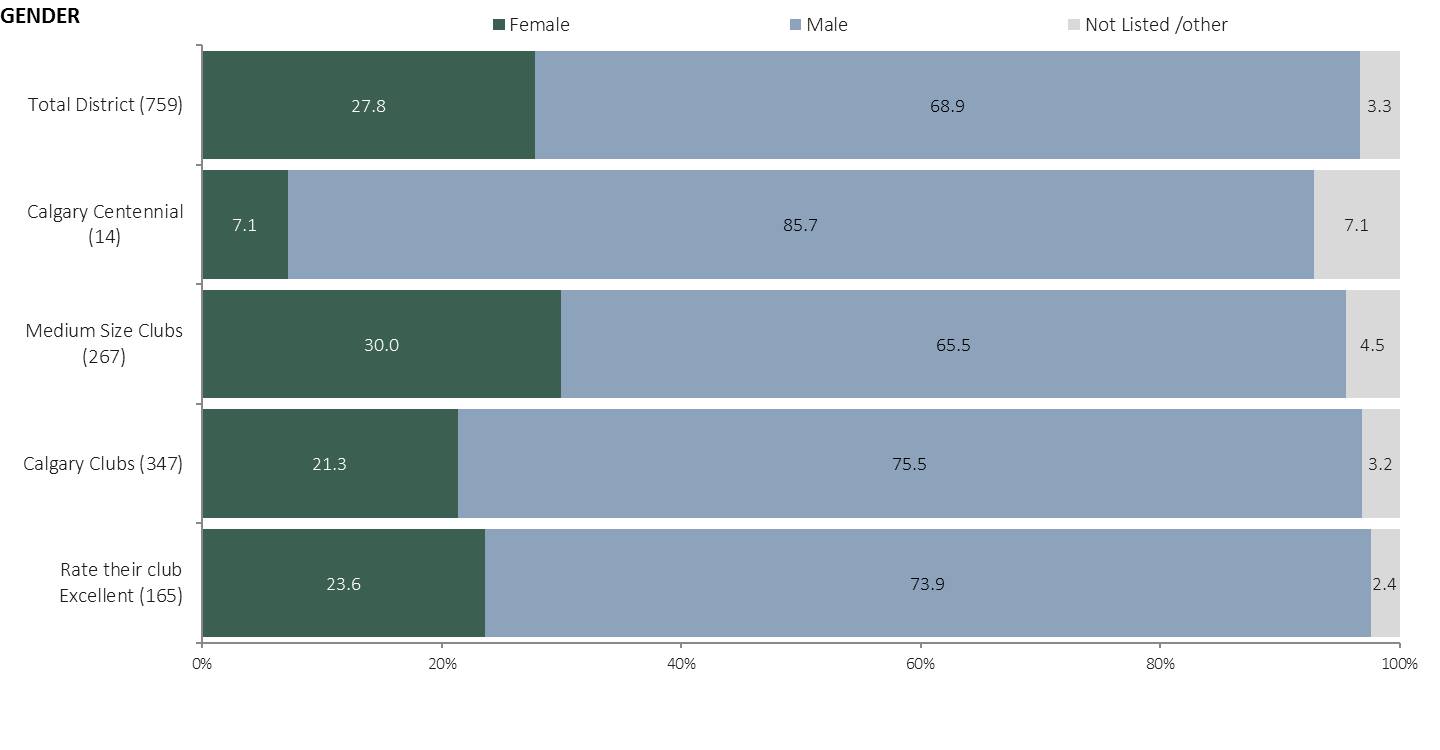 GENDER
Female Male Not Listed /other
Total District (759) 27.8 68.9 3.3
Calgary Centennial
(14) 7.1 85.7 7.1
Medium Size Clubs
(267) 30.0 65.5 4.5
Calgary Clubs (347) 21.3 75.5 3.2
Rate their club
Excellent (165) 23.6 73.9 2.4
0% 20% 40% 60% 80% 100%